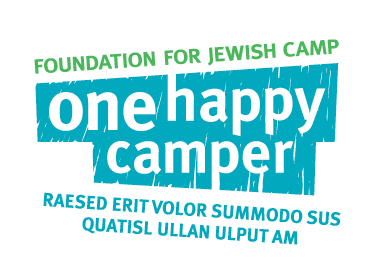 FOUNDATION FOR JEWISH CAMP
one happy
camper
RAESED ERIT VOLOR SUMMODO SUS
QUATISL ULLAN ULPUT AM